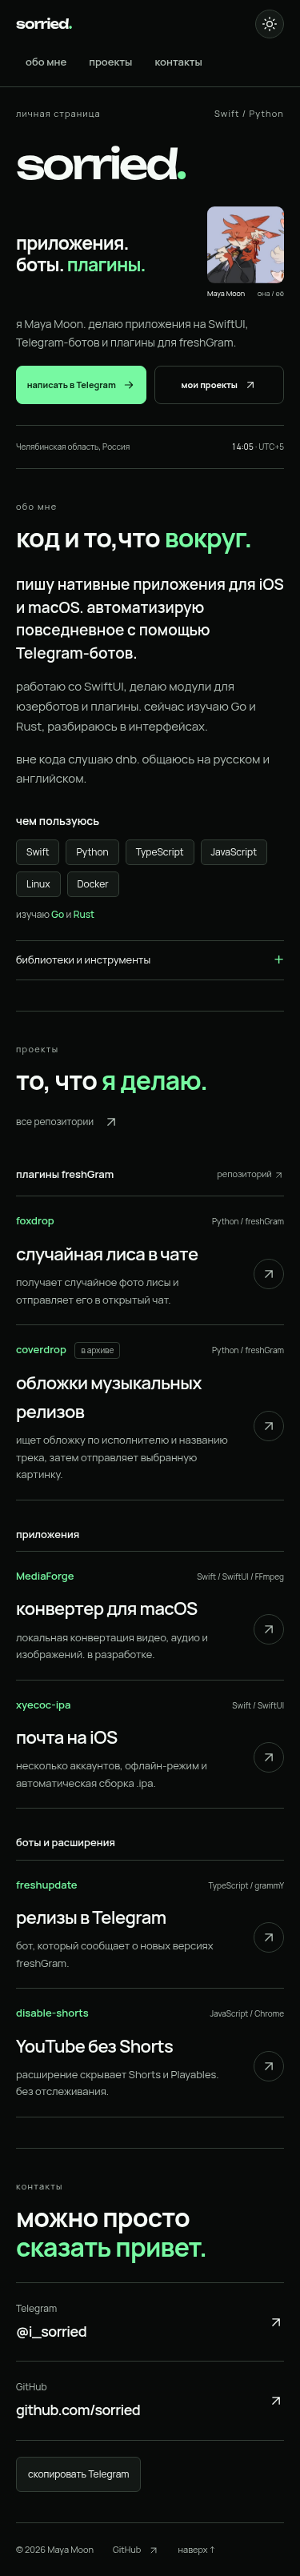 sorried.
обо мне проекты контакты
личная страница Swift / Python
sorried.
приложения.
боты. плагины.
Maya Moon она / её
я Maya Moon. делаю приложения на SwiftUI,
Telegram-ботов и плагины для freshGram.
написать в Telegram → мои проекты ↗
Челябинская область, Россия 14:05 · UTC+5
обо мне
код и то,что вокруг.
пишу нативные приложения для iOS
и macOS. автоматизирую
повседневное с помощью
Telegram-ботов.
работаю со SwiftUI, делаю модули для
юзерботов и плагины. сейчас изучаю Go и
Rust, разбираюсь в интерфейсах.
вне кода слушаю dnb. общаюсь на русском и
английском.
чем пользуюсь
Swift Python TypeScript JavaScript
Linux Docker
изучаю Go и Rust
библиотеки и инструменты +
проекты
то, что я делаю.
все репозитории ↗
плагины freshGram репозиторий ↗
foxdrop Python / freshGram
случайная лиса в чате
получает случайное фото лисы и
отправляет его в открытый чат.
coverdrop в архиве Python / freshGram
обложки музыкальных
релизов
ищет обложку по исполнителю и названию
трека, затем отправляет выбранную
картинку.
приложения
MediaForge Swift / SwiftUI / FFmpeg
конвертер для macOS
локальная конвертация видео, аудио и
изображений. в разработке.
xyecoc-ipa Swift / SwiftUI
почта на iOS
несколько аккаунтов, офлайн-режим и
автоматическая сборка .ipa.
боты и расширения
freshupdate TypeScript / grammY
релизы в Telegram
бот, который сообщает о новых версиях
freshGram.
disable-shorts JavaScript / Chrome
YouTube без Shorts
расширение скрывает Shorts и Playables.
без отслеживания.
контакты
можно просто
сказать привет.
Telegram
@i_sorried
GitHub
github.com/sorried
скопировать Telegram
© 2026 Maya Moon GitHub ↗ наверх ↑